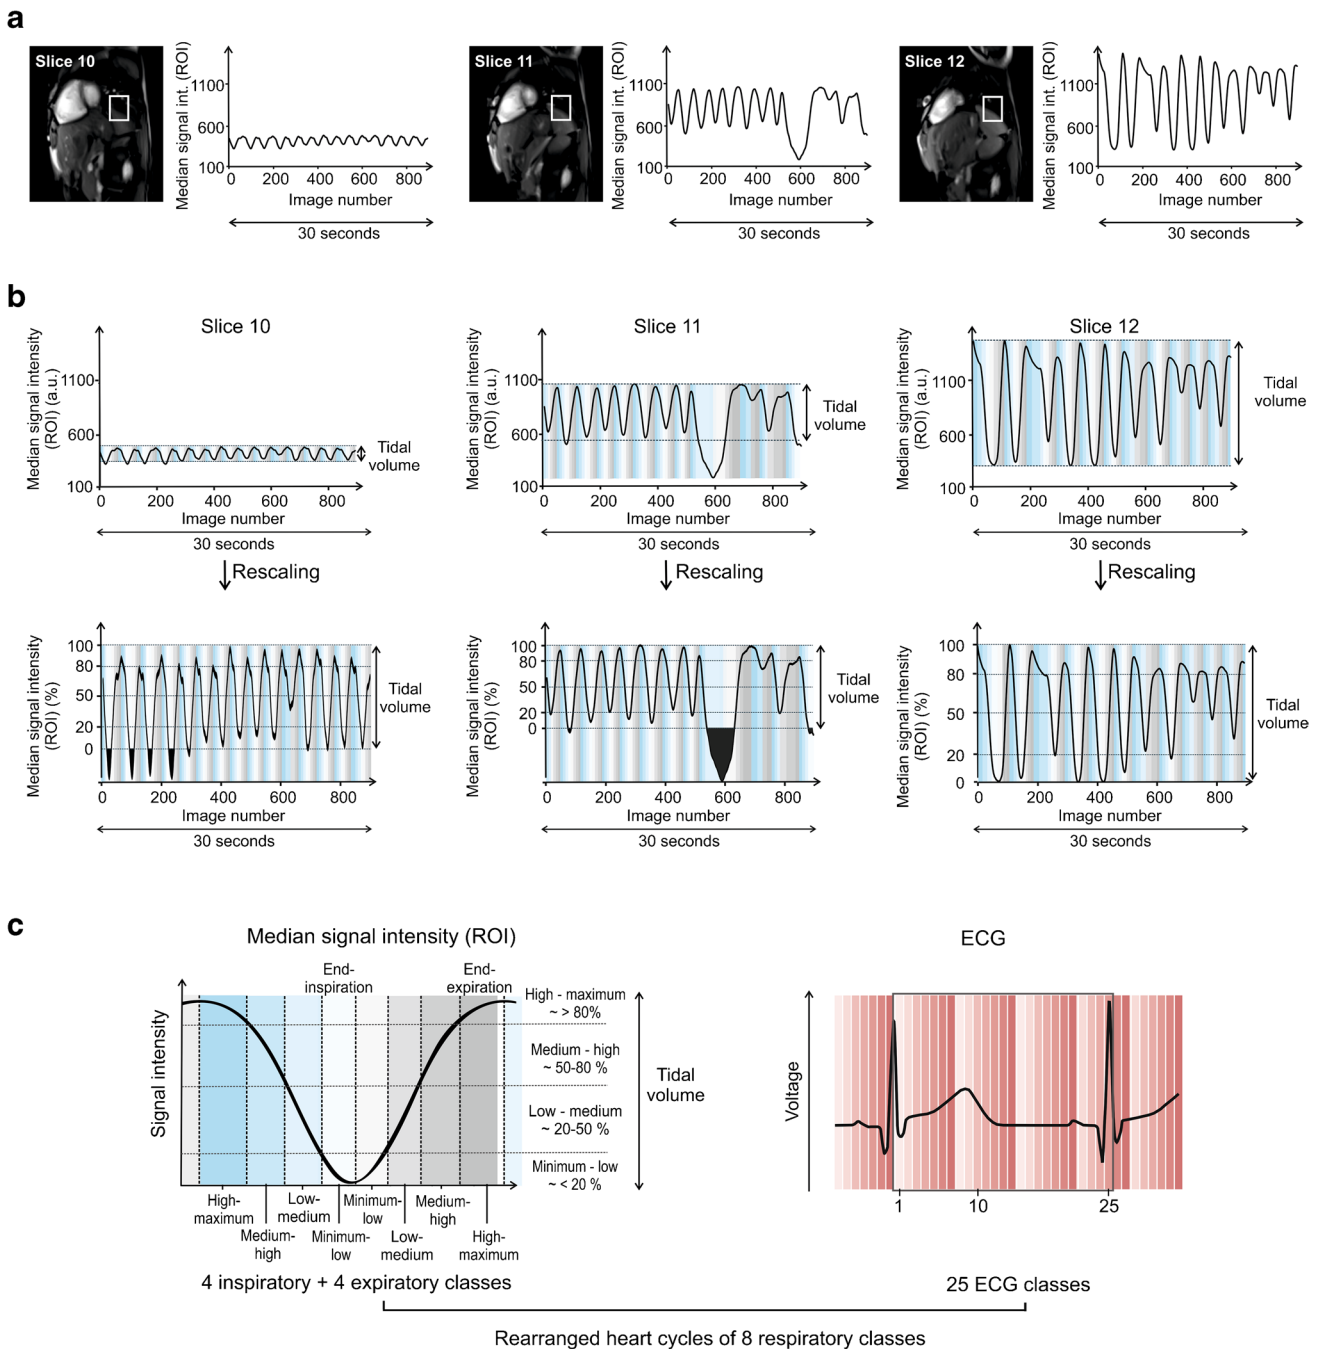 a
Slice 10
Median signal int. (ROI)
1100
600
100
0 200 400 600 800
Image number
30 seconds
Slice 11
Median signal int. (ROI)
1100
600
100
0 200 400 600 800
Image number
30 seconds
Slice 12
Median signal int. (ROI)
1100
600
100
0 200 400 600 800
Image number
30 seconds
b
Slice 10
Median signal intensity
(ROI) (a.u.)
1100
600
100
0 200 400 600 800
Tidal
volume
Image number
30 seconds
Rescaling
Slice 11
Median signal intensity
(ROI) (a.u.)
1100
600
100
0 200 400 600 800
Tidal
volume
Image number
30 seconds
Rescaling
Slice 12
Median signal intensity
(ROI) (a.u.)
1100
600
100
0 200 400 600 800
Tidal
volume
Image number
30 seconds
Rescaling
Median signal intensity
(ROI) (%)
100
80
50
20
0
0 200 400 600 800
Tidal
volume
Image number
30 seconds
Median signal intensity
(ROI) (%)
100
80
50
20
0
0 200 400 600 800
Tidal
volume
Image number
30 seconds
Median signal intensity
(ROI) (%)
100
80
50
20
0
0 200 400 600 800
Tidal
volume
Image number
30 seconds
c
Median signal intensity (ROI)
End-
inspiration
End-
expiration
Signal intensity
High - maximum
~ > 80%
Medium - high
~ 50-80 %
Low - medium
~ 20-50 %
Minimum - low
~ < 20 %
Tidal
volume
High-
maximum
Medium-
high
Low-
medium
Minimum-
low
Minimum-
low
Low-
medium
Medium-
high
High-
maximum
4 inspiratory + 4 expiratory classes
ECG
Voltage
1 10 25
25 ECG classes
Rearranged heart cycles of 8 respiratory classes